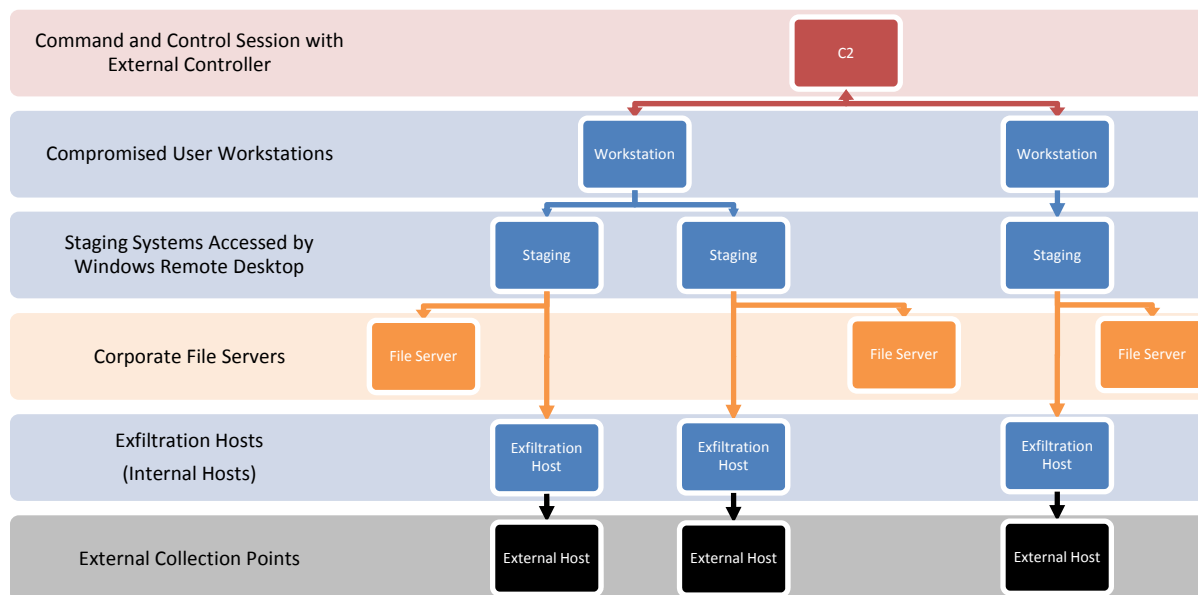 Command and Control Session with
External Controller
C2
Compromised User Workstations
Workstation
Workstation
Staging Systems Accessed by
Windows Remote Desktop
Staging
Staging
Staging
Corporate File Servers
File Server
File Server
File Server
Exfiltration Hosts
(Internal Hosts)
Exfiltration
Host
Exfiltration
Host
Exfiltration
Host
External Collection Points
External Host
External Host
External Host